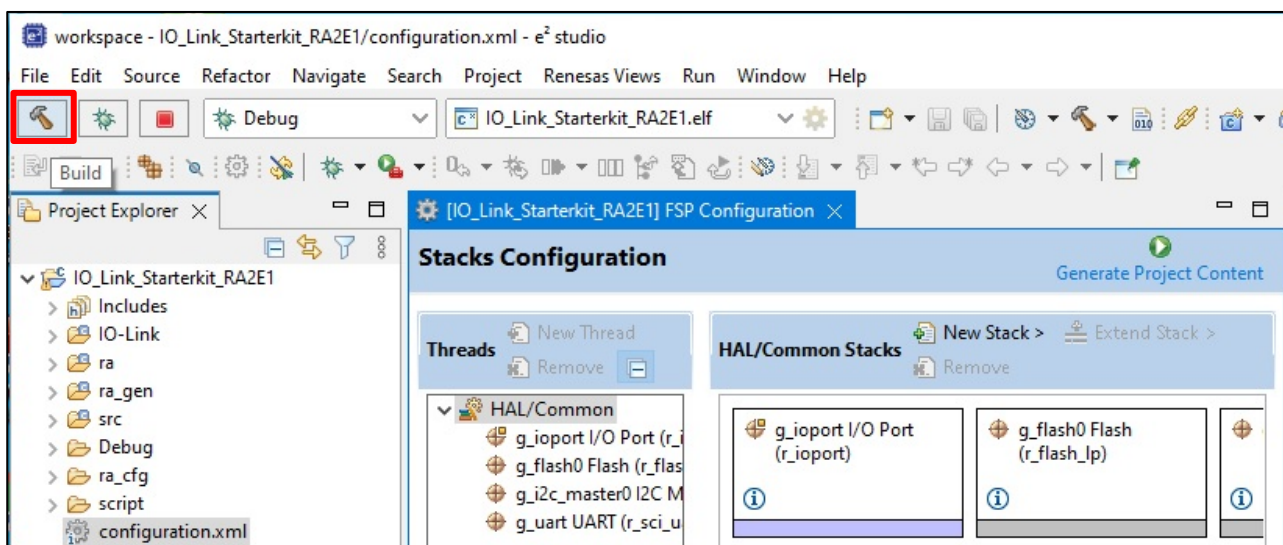 workspace - IO_Link_Starterkit_RA2E1/configuration.xml - e² studio
File Edit Source Refactor Navigate Search Project Renesas Views Run Window Help
Debug
IO_Link_Starterkit_RA2E1.elf
Build
Project Explorer
[IO_Link_Starterkit_RA2E1] FSP Configuration
IO_Link_Starterkit_RA2E1
Includes
IO-Link
ra
ra_gen
src
Debug
ra_cfg
script
configuration.xml
Stacks Configuration
Generate Project Content
Threads
New Thread
Remove
HAL/Common
g_ioport I/O Port (r_i
g_flash0 Flash (r_flas
g_i2c_master0 I2C M
g_uart UART (r_sci_u
HAL/Common Stacks
New Stack >
Extend Stack >
Remove
g_ioport I/O Port
(r_ioport)
g_flash0 Flash
(r_flash_lp)